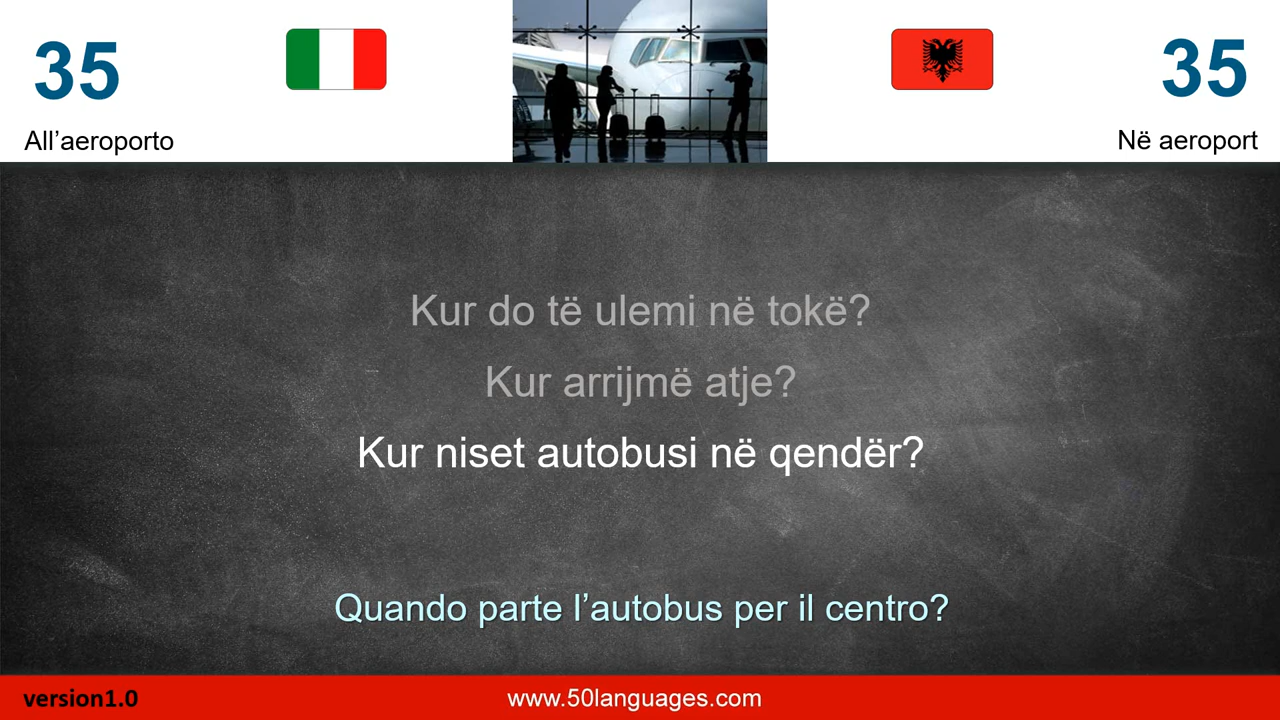 35
35
All’aeroporto
Në aeroport
Kur do të ulemi në tokë?
Kur arrijmë atje?
Kur niset autobusi në qendër?
Quando parte l’autobus per il centro?
version1.0
www.50languages.com